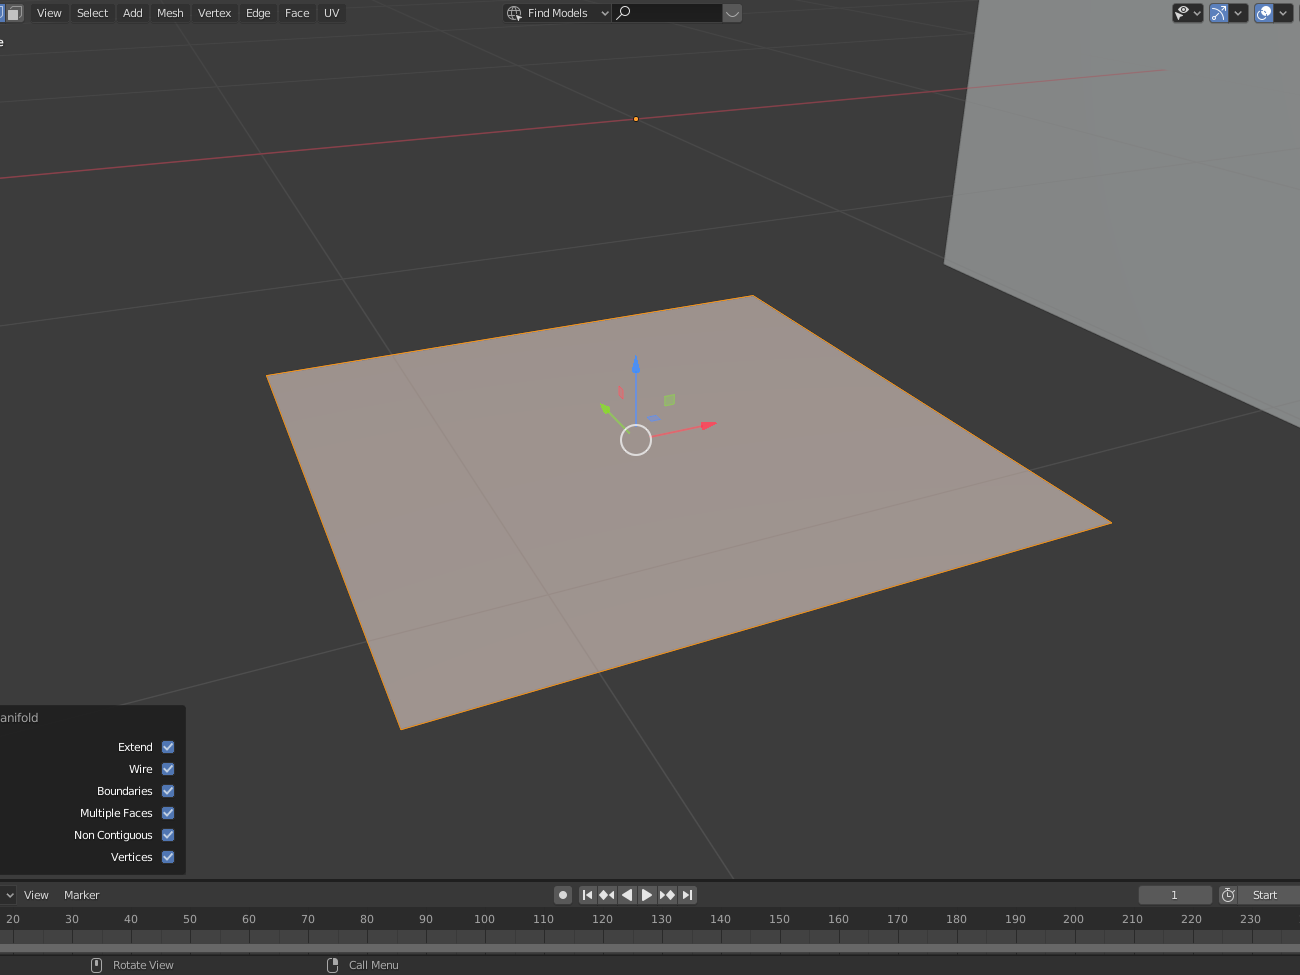 View Select Add Mesh Vertex Edge Face UV Find Models
e
anifold
Extend
Wire
Boundaries
Multiple Faces
Non Contiguous
Vertices
View Marker 1 Start
20 30 40 50 60 70 80 90 100 110 120 130 140 150 160 170 180 190 200 210 220 230
Rotate View Call Menu